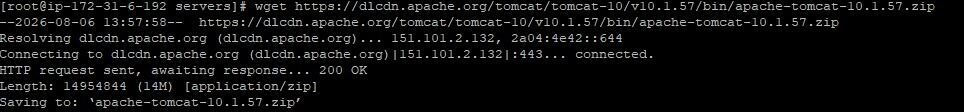 [root@ip-172-31-6-192 servers]# wget https://dlcdn.apache.org/tomcat/tomcat-10/v10.1.57/bin/apache-tomcat-10.1.57.zip
--2026-08-06 13:57:58--  https://dlcdn.apache.org/tomcat/tomcat-10/v10.1.57/bin/apache-tomcat-10.1.57.zip
Resolving dlcdn.apache.org (dlcdn.apache.org)... 151.101.2.132, 2a04:4e42::644
Connecting to dlcdn.apache.org (dlcdn.apache.org)|151.101.2.132|:443... connected.
HTTP request sent, awaiting response... 200 OK
Length: 14954844 (14M) [application/zip]
Saving to: ‘apache-tomcat-10.1.57.zip’